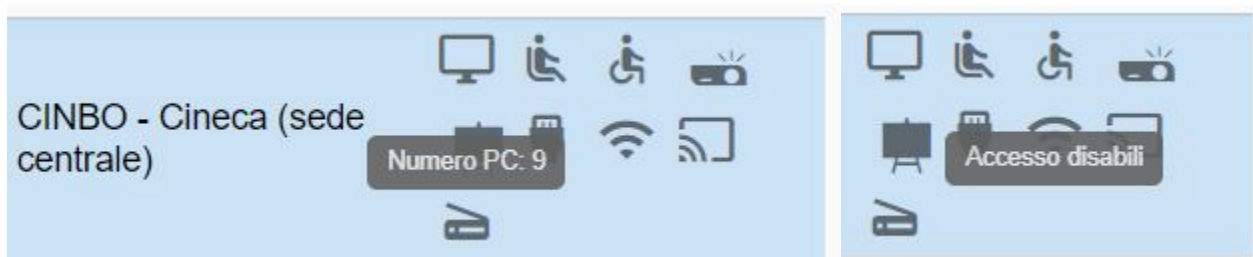 CINBO - Cineca (sede
centrale)
Numero PC: 9
Accesso disabili